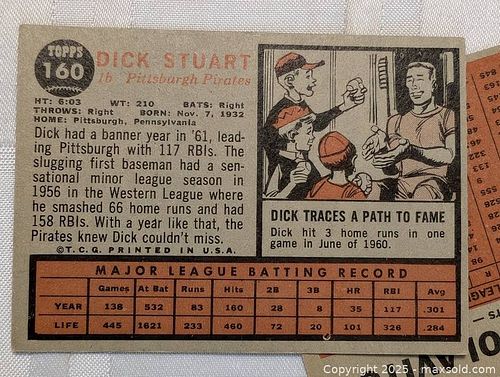 TOPPS
160
DICK STUART
1b Pittsburgh Pirates
HT: 6:03 WT: 210 BATS: Right
THROWS: Right BORN: Nov. 7, 1932
HOME: Pittsburgh, Pennsylvania
Dick had a banner year in '61, lead-
ing Pittsburgh with 117 RBIs. The
slugging first baseman had a sen-
sational minor league season in
1956 in the Western League where
he smashed 66 home runs and had
158 RBIs. With a year like that, the
Pirates knew Dick couldn't miss.
©T.C.G. PRINTED IN U.S.A.
DICK TRACES A PATH TO FAME
Dick hit 3 home runs in one
game in June of 1960.
MAJOR LEAGUE BATTING RECORD
Games At Bat Runs Hits 2B 3B HR RBI Avg
YEAR 138 532 83 160 28 8 35 117 .301
LIFE 445 1621 233 460 72 20 101 326 .284
Copyright 2025 - maxsold.com